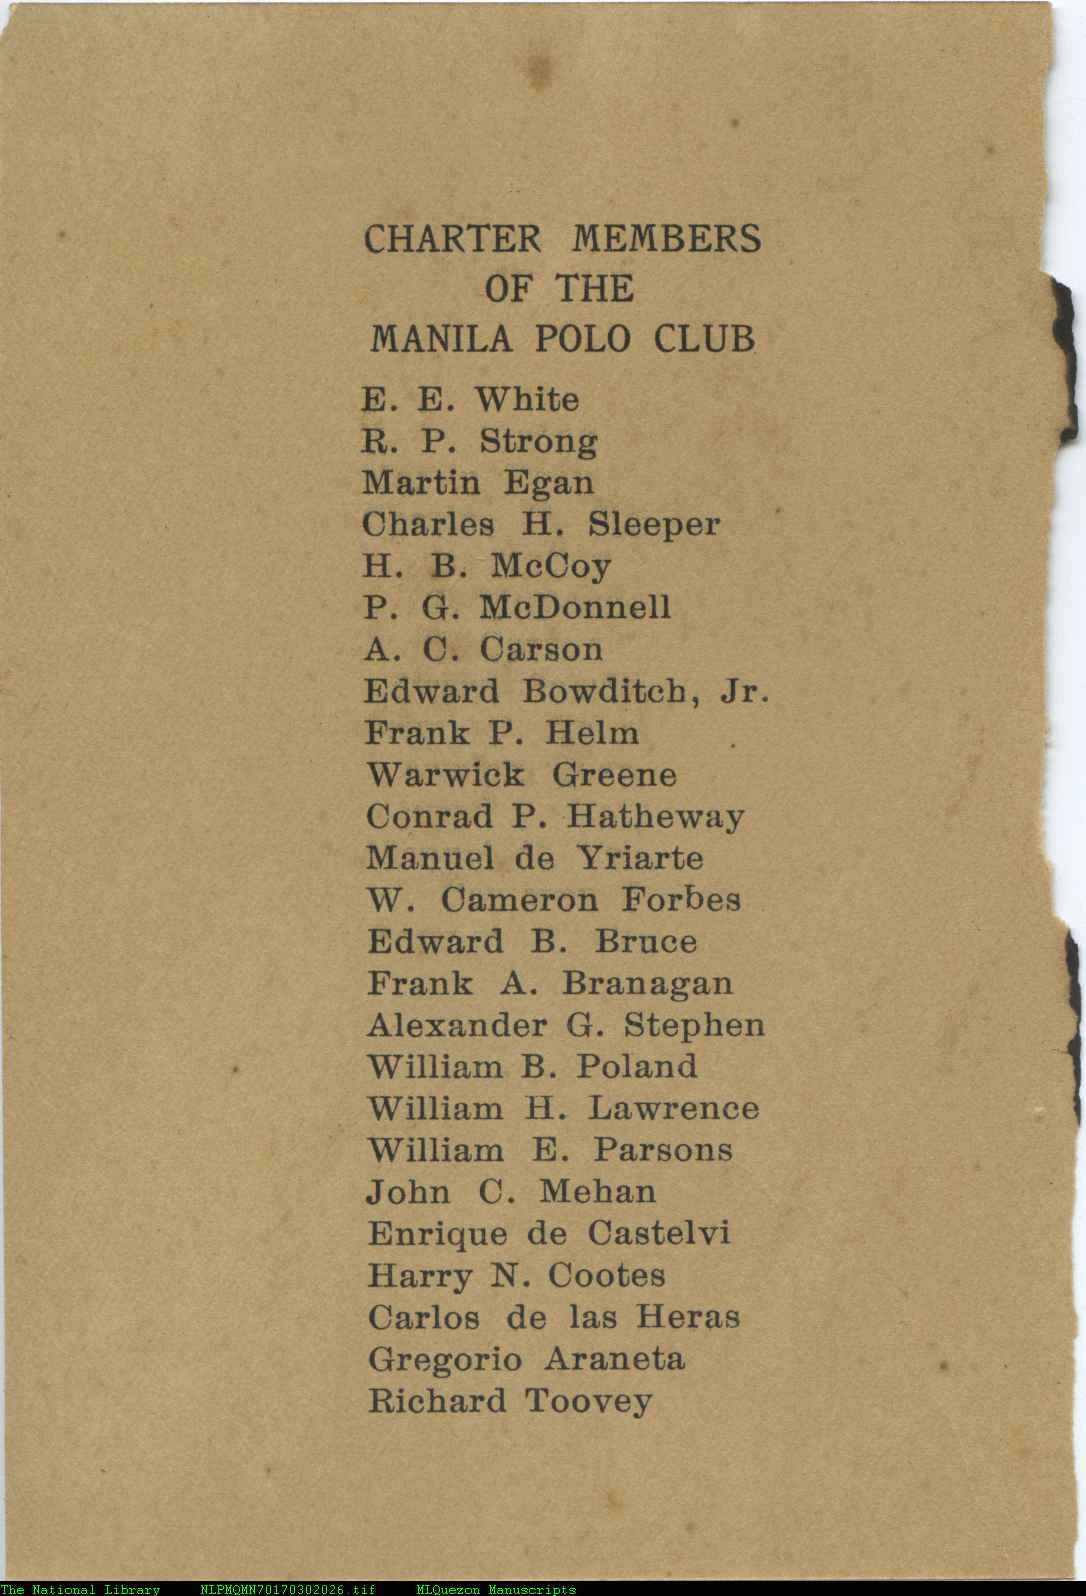 CHARTER MEMBERS
OF THE
MANILA POLO CLUB
E. E. White
R. P. Strong
Martin Egan
Charles H. Sleeper
H. B. McCoy
P. G. McDonnell
A. C. Carson
Edward Bowditch, Jr.
Frank P. Helm
Warwick Greene
Conrad P. Hatheway
Manuel de Yriarte
W. Cameron Forbes
Edward B. Bruce
Frank A. Branagan
Alexander G. Stephen
William B. Poland
William H. Lawrence
William E. Parsons
John C. Mehan
Enrique de Castelvi
Harry N. Cootes
Carlos de las Heras
Gregorio Araneta
Richard Toovey
The National Library NLPMQMN70170302026.tif MLQuezon Manuscripts